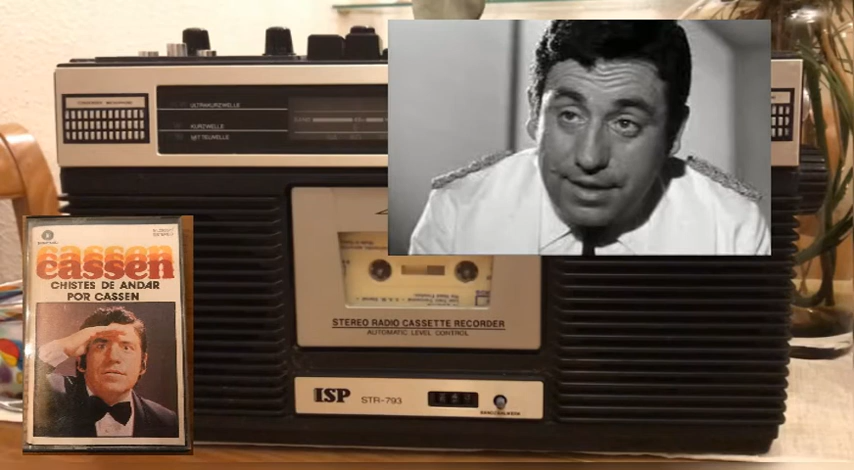 ULTRAKURZWELLE
KURZWELLE
MITTELWELLE
cassen
CHISTES DE ANDAR
POR CASSEN
STEREO RADIO CASSETTE RECORDER
AUTOMATIC LEVEL CONTROL
ISP STR-793